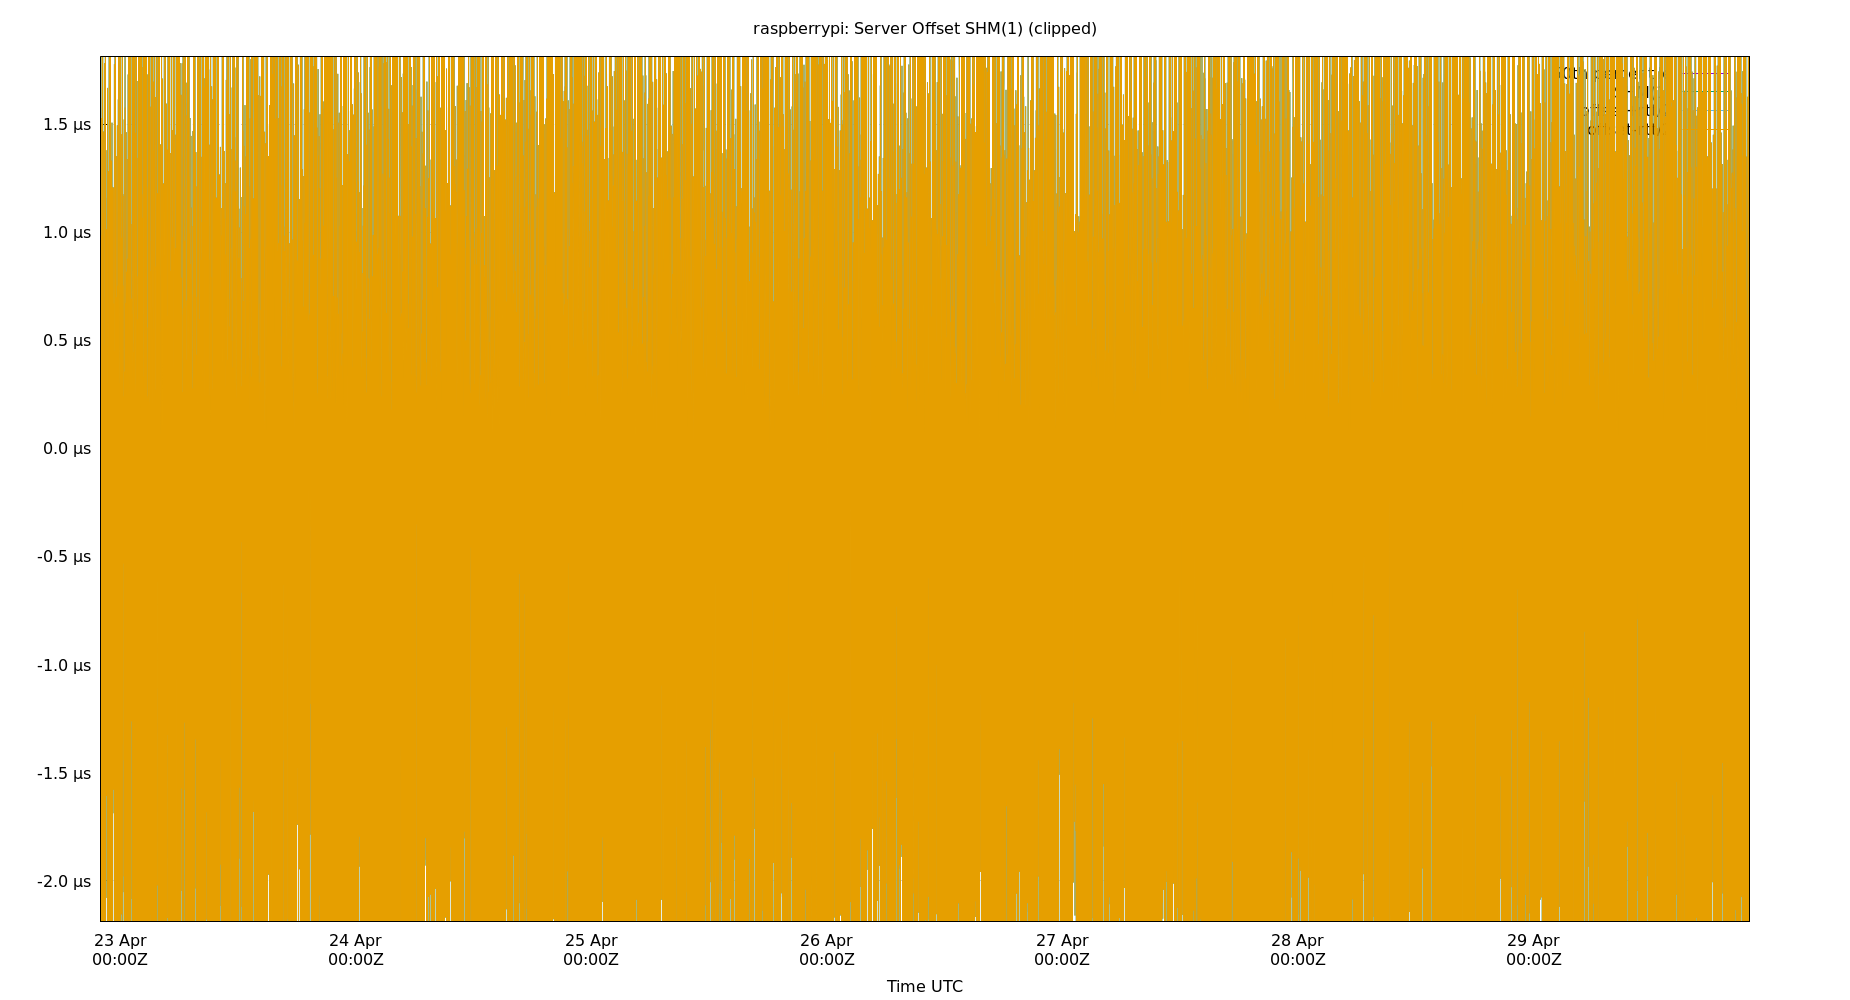 raspberrypi: Server Offset SHM(1) (clipped)
1.5 µs
1.0 µs
0.5 µs
0.0 µs
-0.5 µs
-1.0 µs
-1.5 µs
-2.0 µs
23 Apr 24 Apr 25 Apr 26 Apr 27 Apr 28 Apr 29 Apr
00:00Z 00:00Z 00:00Z 00:00Z 00:00Z 00:00Z 00:00Z
Time UTC